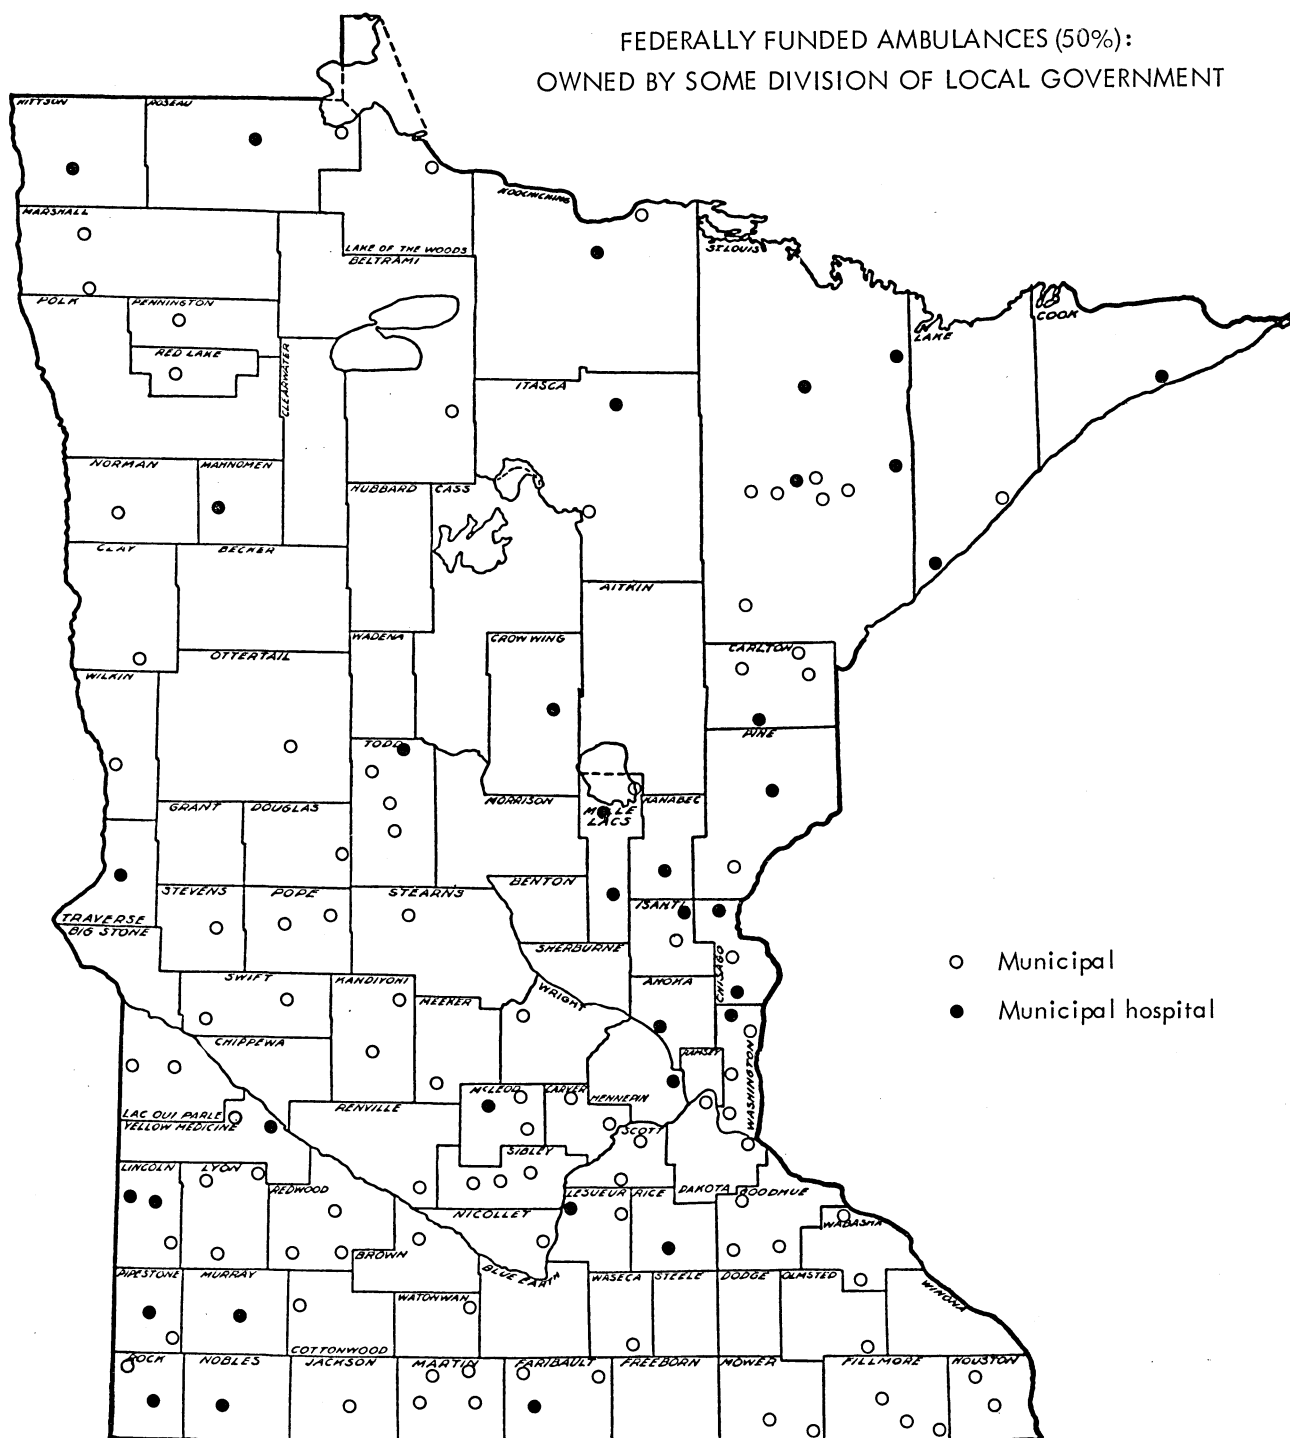 FEDERALLY FUNDED AMBULANCES (50%):
OWNED BY SOME DIVISION OF LOCAL GOVERNMENT
KITTSON
ROSEAU
KOOCHICHING
MARSHALL
LAKE OF THE WOODS
ST. LOUIS
BELTRAMI
POLK
PENNINGTON
COOK
LAKE
RED LAKE
CLEARWATER
ITASCA
NORMAN
MAHNOMEN
HUBBARD
CASS
CLAY
BECKER
AITKIN
WADENA
CROW WING
CARLTON
OTTERTAIL
WILKIN
PINE
TODD
GRANT
DOUGLAS
MORRISON
MILLE
LACS
KANABEC
STEVENS
POPE
STEARNS
BENTON
ISANTI
TRAVERSE
BIG STONE
SHERBURNE
CHISAGO
Municipal
SWIFT
KANDIYOHI
MEEKER
WRIGHT
ANOKA
Municipal hospital
CHIPPEWA
RAMSEY
WASHINGTON
LAC QUI PARLE
RENVILLE
MCLEOD
CARVER
HENNEPIN
YELLOW MEDICINE
SCOTT
SIBLEY
LINCOLN
LYON
REDWOOD
LESUEUR
RICE
DAKOTA
GOODHUE
NICOLLET
WABASHA
BROWN
PIPESTONE
MURRAY
BLUE EARTH
WASECA
STEELE
DODGE
OLMSTED
WINONA
WATONWAN
COTTONWOOD
ROCK
NOBLES
JACKSON
MARTIN
FARIBAULT
FREEBORN
MOWER
FILLMORE
HOUSTON